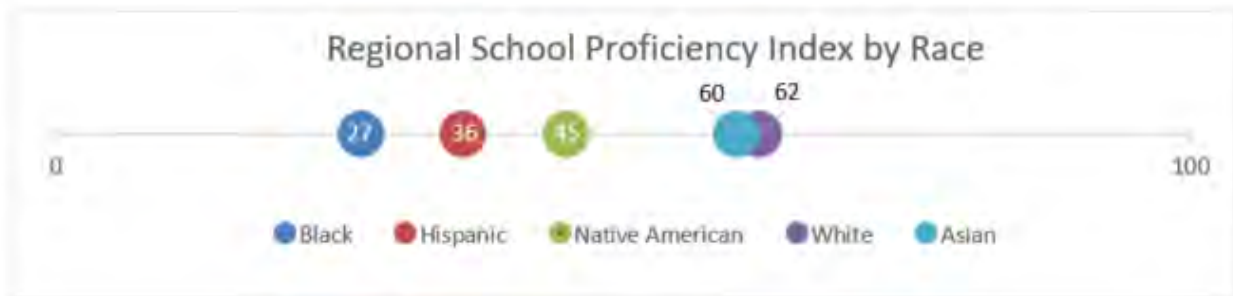 Regional School Proficiency Index by Race
60 62
27 36 45
0 100
Black Hispanic Native American White Asian